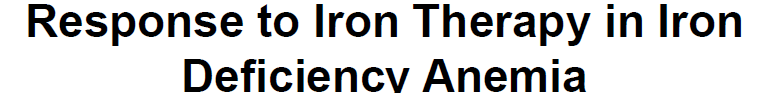 Response to Iron Therapy in Iron
Deficiency Anemia